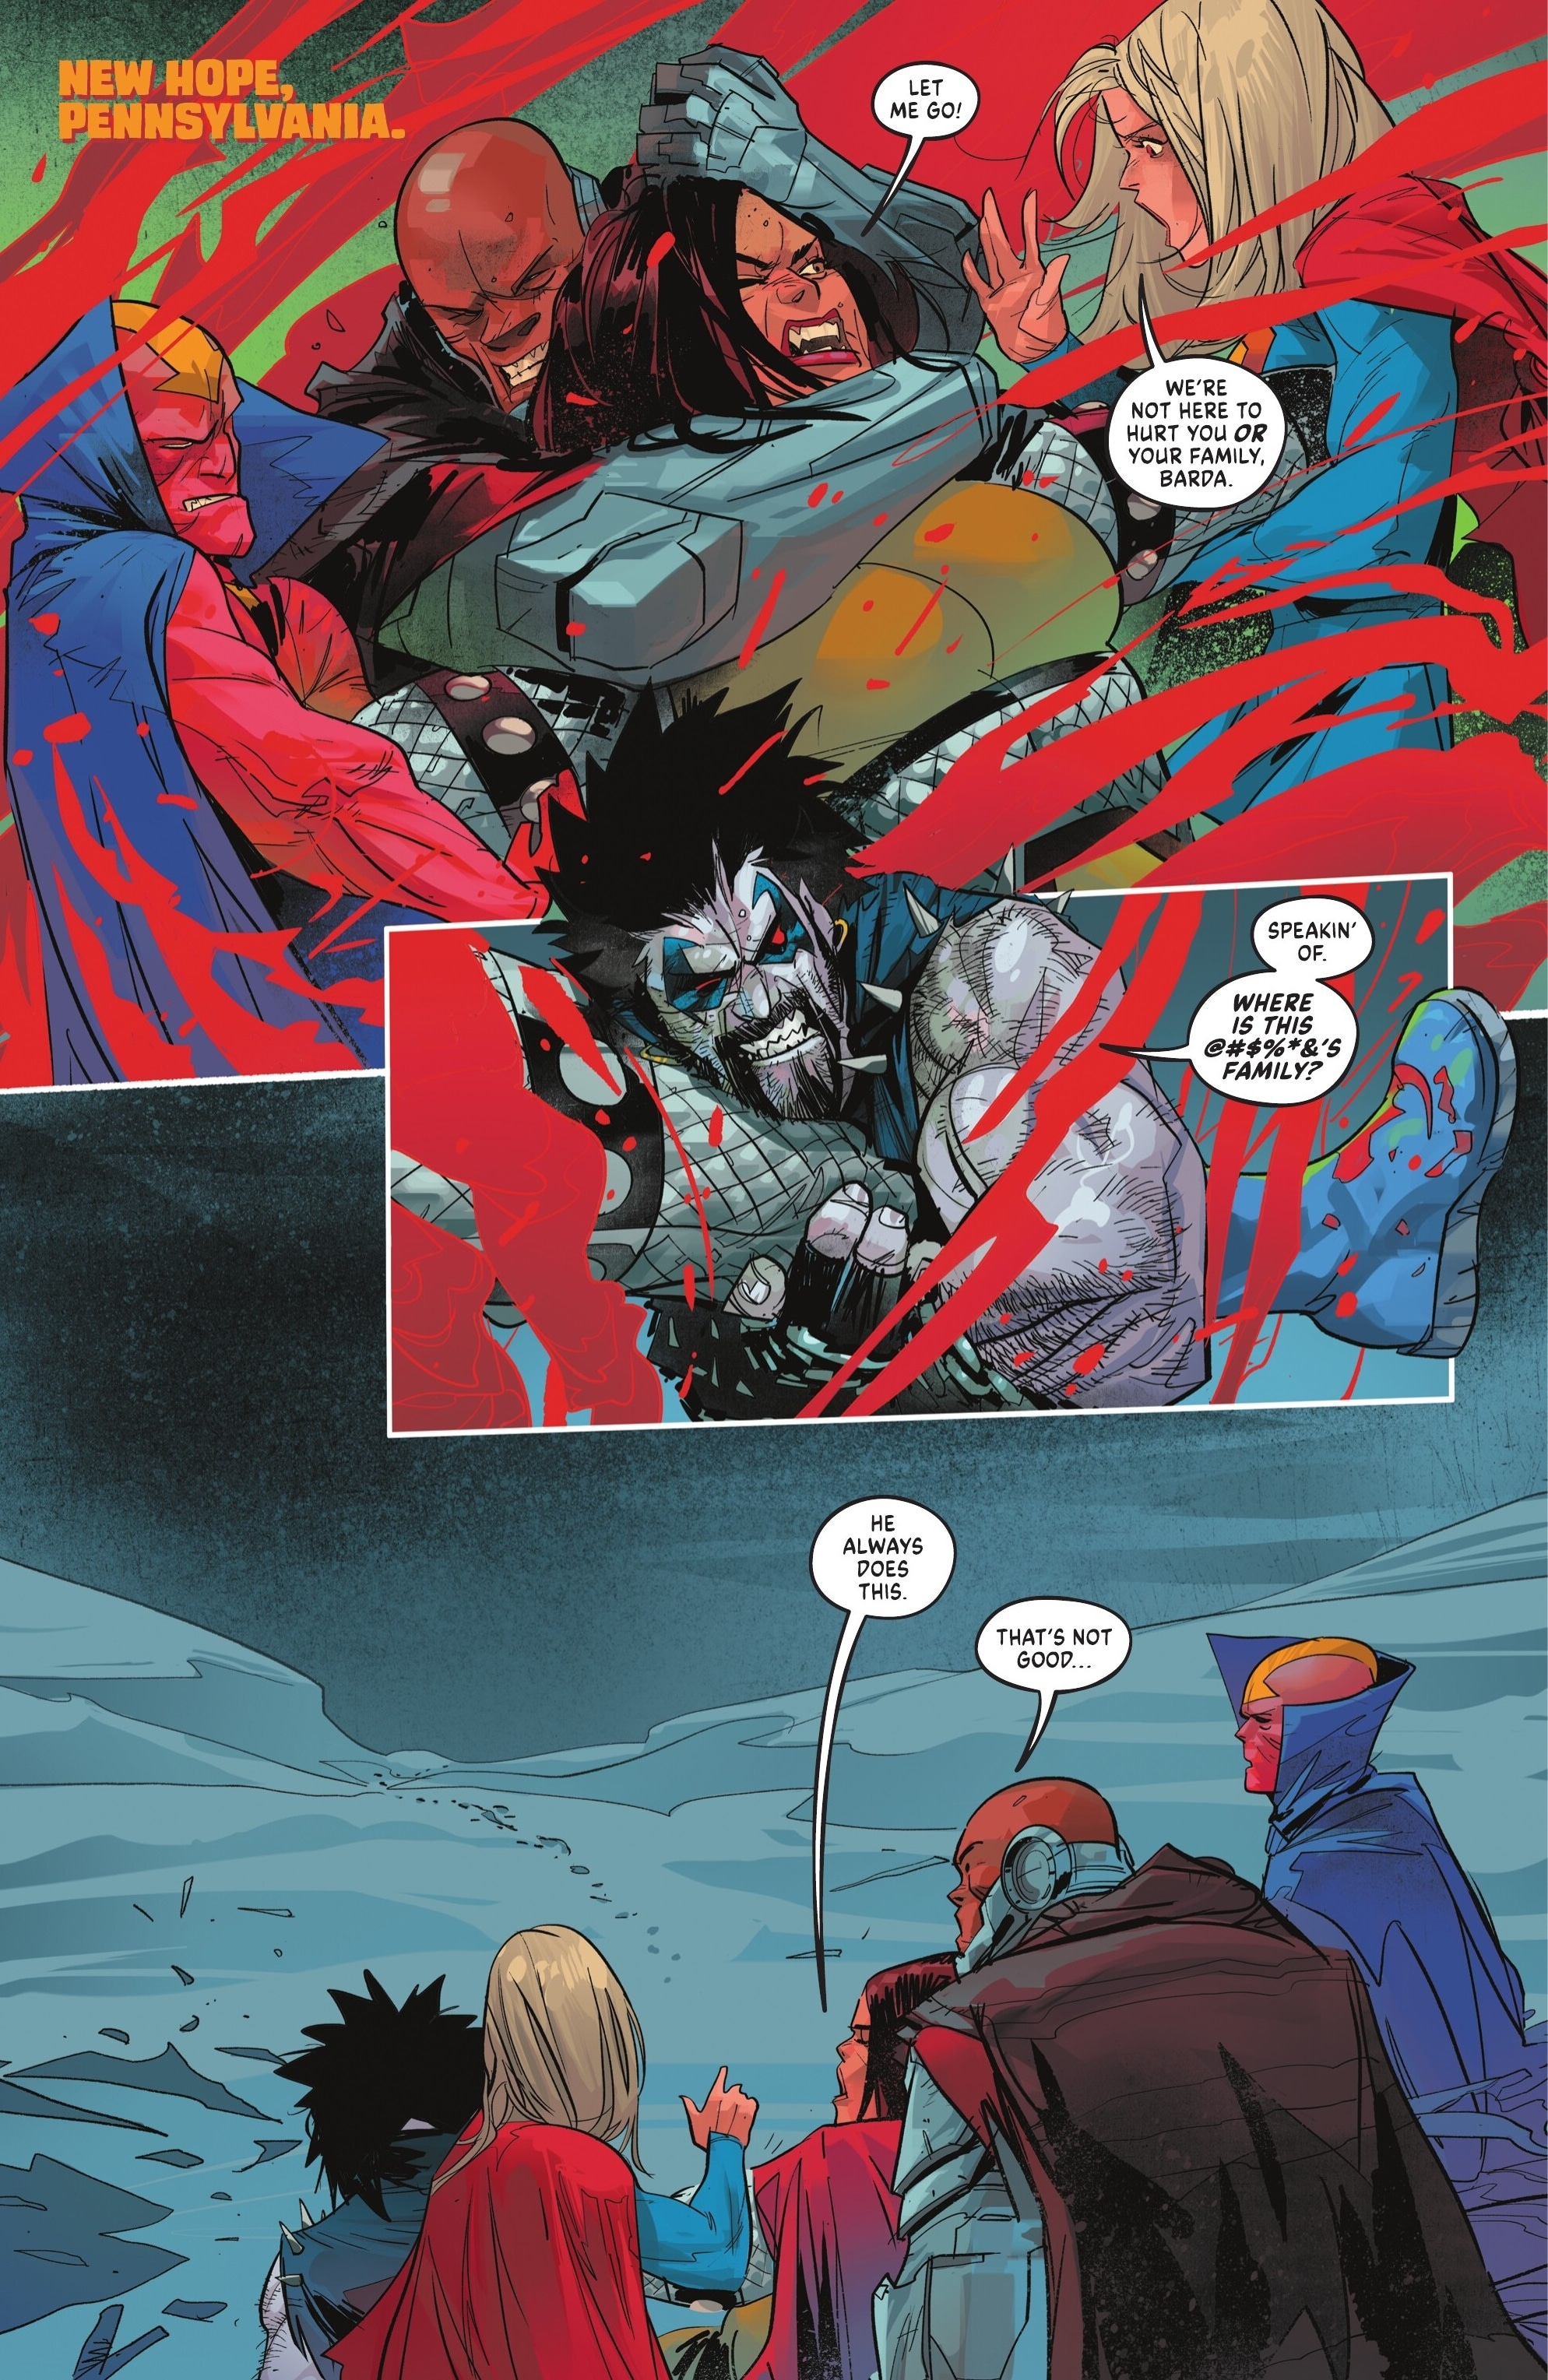 NEW HOPE,
PENNSYLVANIA.
LET
ME GO!
WE'RE
NOT HERE TO
HURT YOU OR
YOUR FAMILY,
BARDA.
SPEAKIN'
OF.
WHERE
IS THIS
@#$%*&'S
FAMILY?
HE
ALWAYS
DOES
THIS.
THAT'S NOT
GOOD...